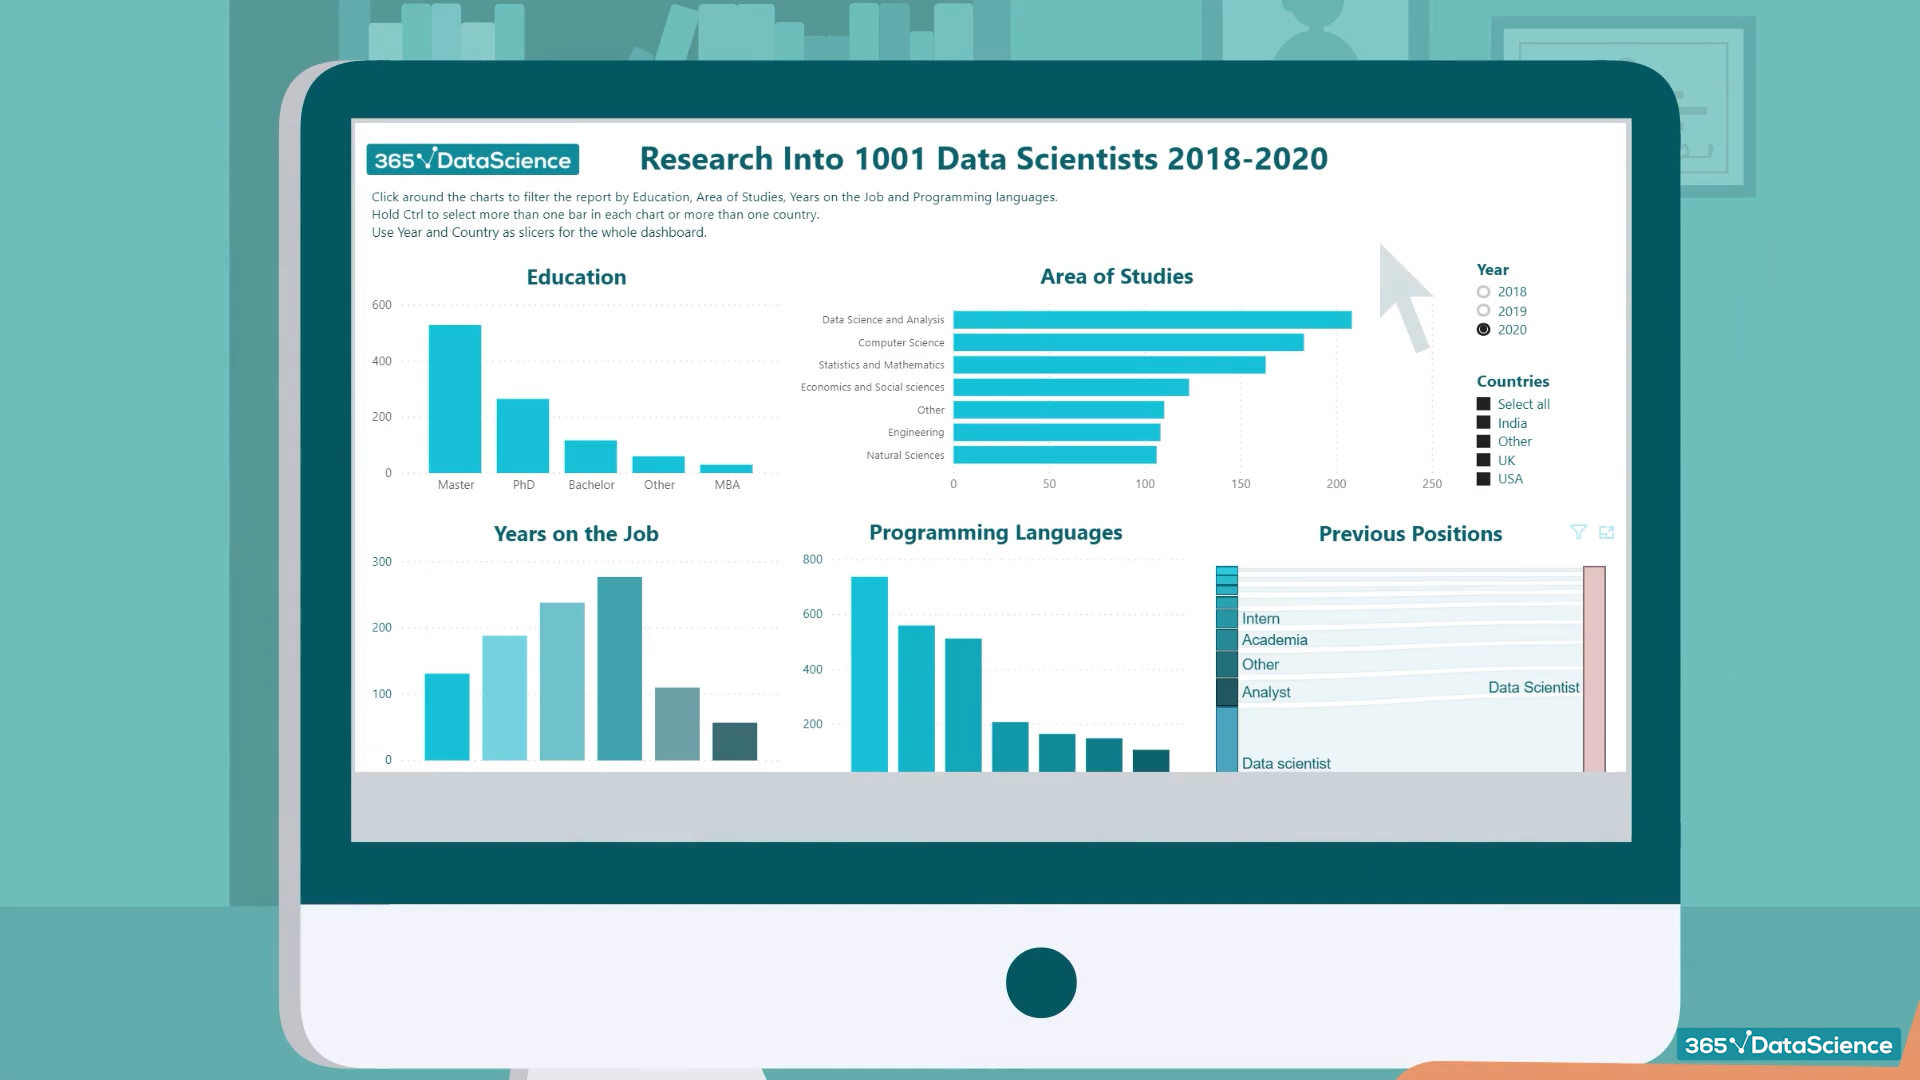 365 DataScience
Research Into 1001 Data Scientists 2018-2020
Click around the charts to filter the report by Education, Area of Studies, Years on the Job and Programming languages.
Hold Ctrl to select more than one bar in each chart or more than one country.
Use Year and Country as slicers for the whole dashboard.
Education
600
400
200
0
Master PhD Bachelor Other MBA
Area of Studies
Data Science and Analysis
Computer Science
Statistics and Mathematics
Economics and Social sciences
Other
Engineering
Natural Sciences
0 50 100 150 200 250
Year
2018
2019
2020
Countries
Select all
India
Other
UK
USA
Years on the Job
300
200
100
0
Programming Languages
800
600
400
200
Previous Positions
Intern
Academia
Other
Analyst
Data scientist
Data Scientist
365 DataScience